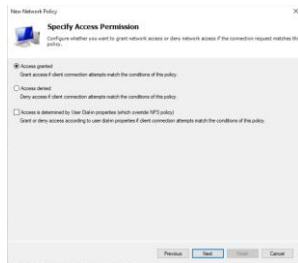 New Network Policy
Specify Access Permission
Configure whether you want to grant network access or deny network access if the connection request matches this
policy.
Access granted
Grant access if client connection attempts match the conditions of this policy.
Access denied
Deny access if client connection attempts match the conditions of this policy.
Access is determined by User Dial-in properties (which override NPS policy)
Grant or deny access according to user dial-in properties if client connection attempts match the conditions of this policy.
Previous Next Finish Cancel